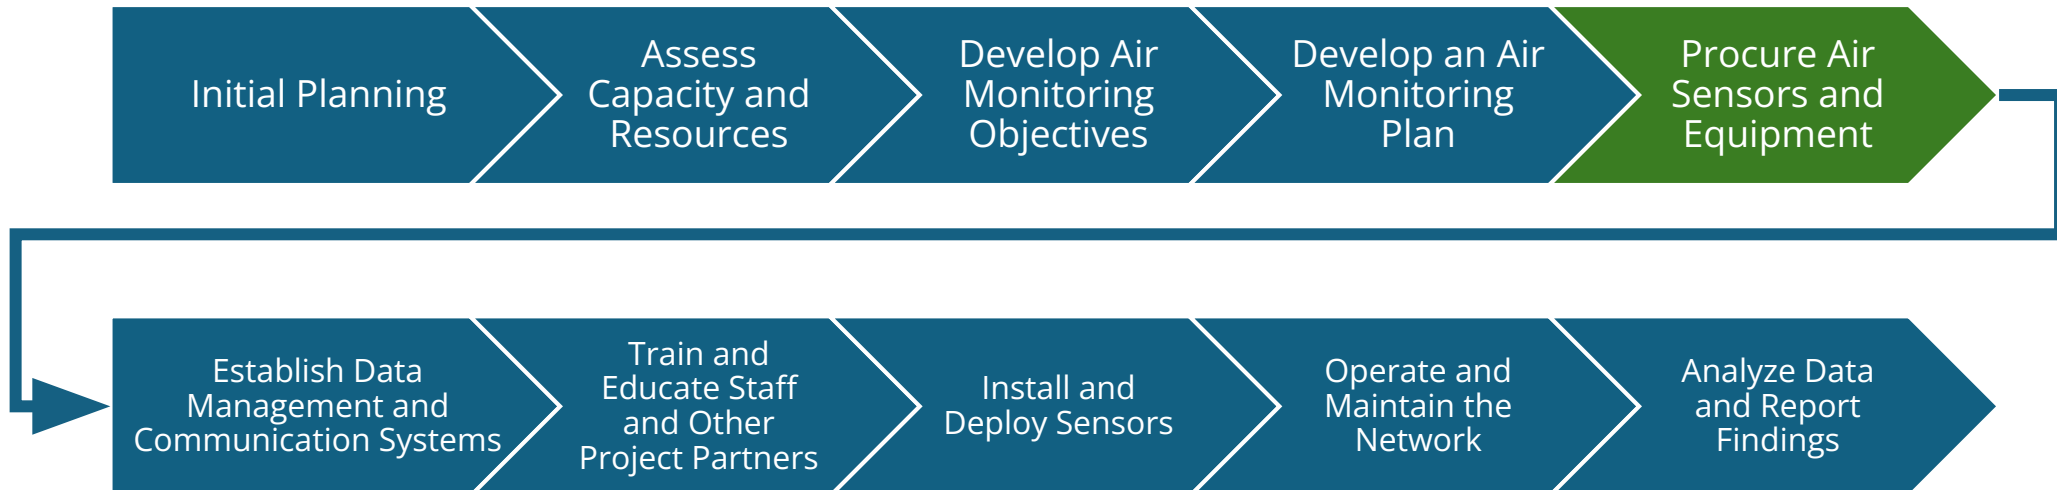 Initial Planning
Assess
Capacity and
Resources
Develop Air
Monitoring
Objectives
Develop an Air
Monitoring
Plan
Procure Air
Sensors and
Equipment
Establish Data
Management and
Communication Systems
Train and
Educate Staff
and Other
Project Partners
Install and
Deploy Sensors
Operate and
Maintain the
Network
Analyze Data
and Report
Findings